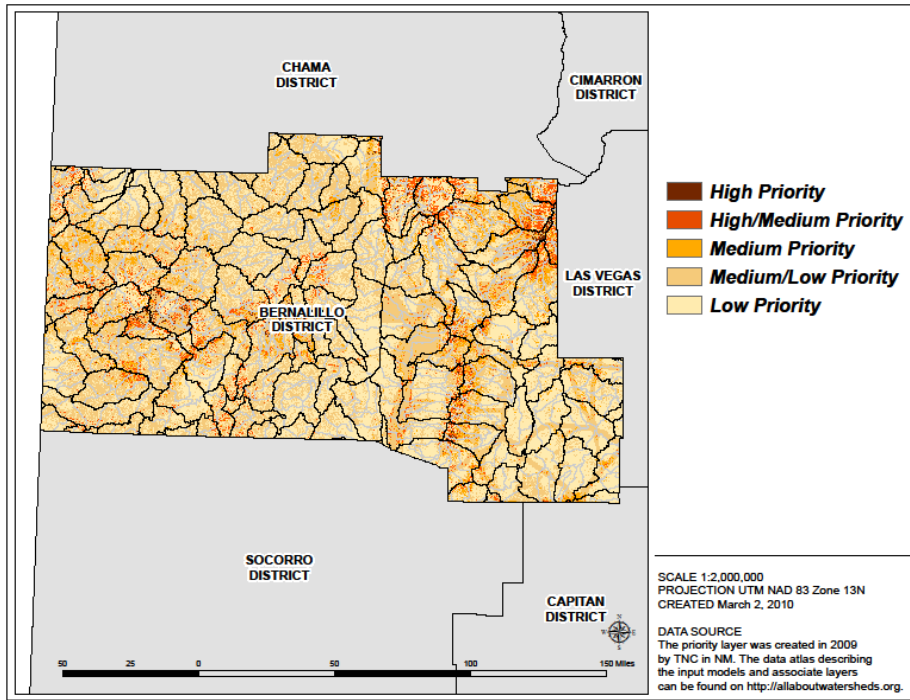 CHAMA
DISTRICT
CIMARRON
DISTRICT
High Priority
High/Medium Priority
Medium Priority
Medium/Low Priority
Low Priority
LAS VEGAS
DISTRICT
BERNALILLO
DISTRICT
SOCORRO
DISTRICT
CAPITAN
DISTRICT
N
W E
S
50 25 0 50 100 150 Miles
SCALE 1:2,000,000
PROJECTION UTM NAD 83 Zone 13N
CREATED March 2, 2010
DATA SOURCE
The priority layer was created in 2009
by TNC in NM. The data atlas describing
the input models and associate layers
can be found on http://allaboutwatersheds.org.